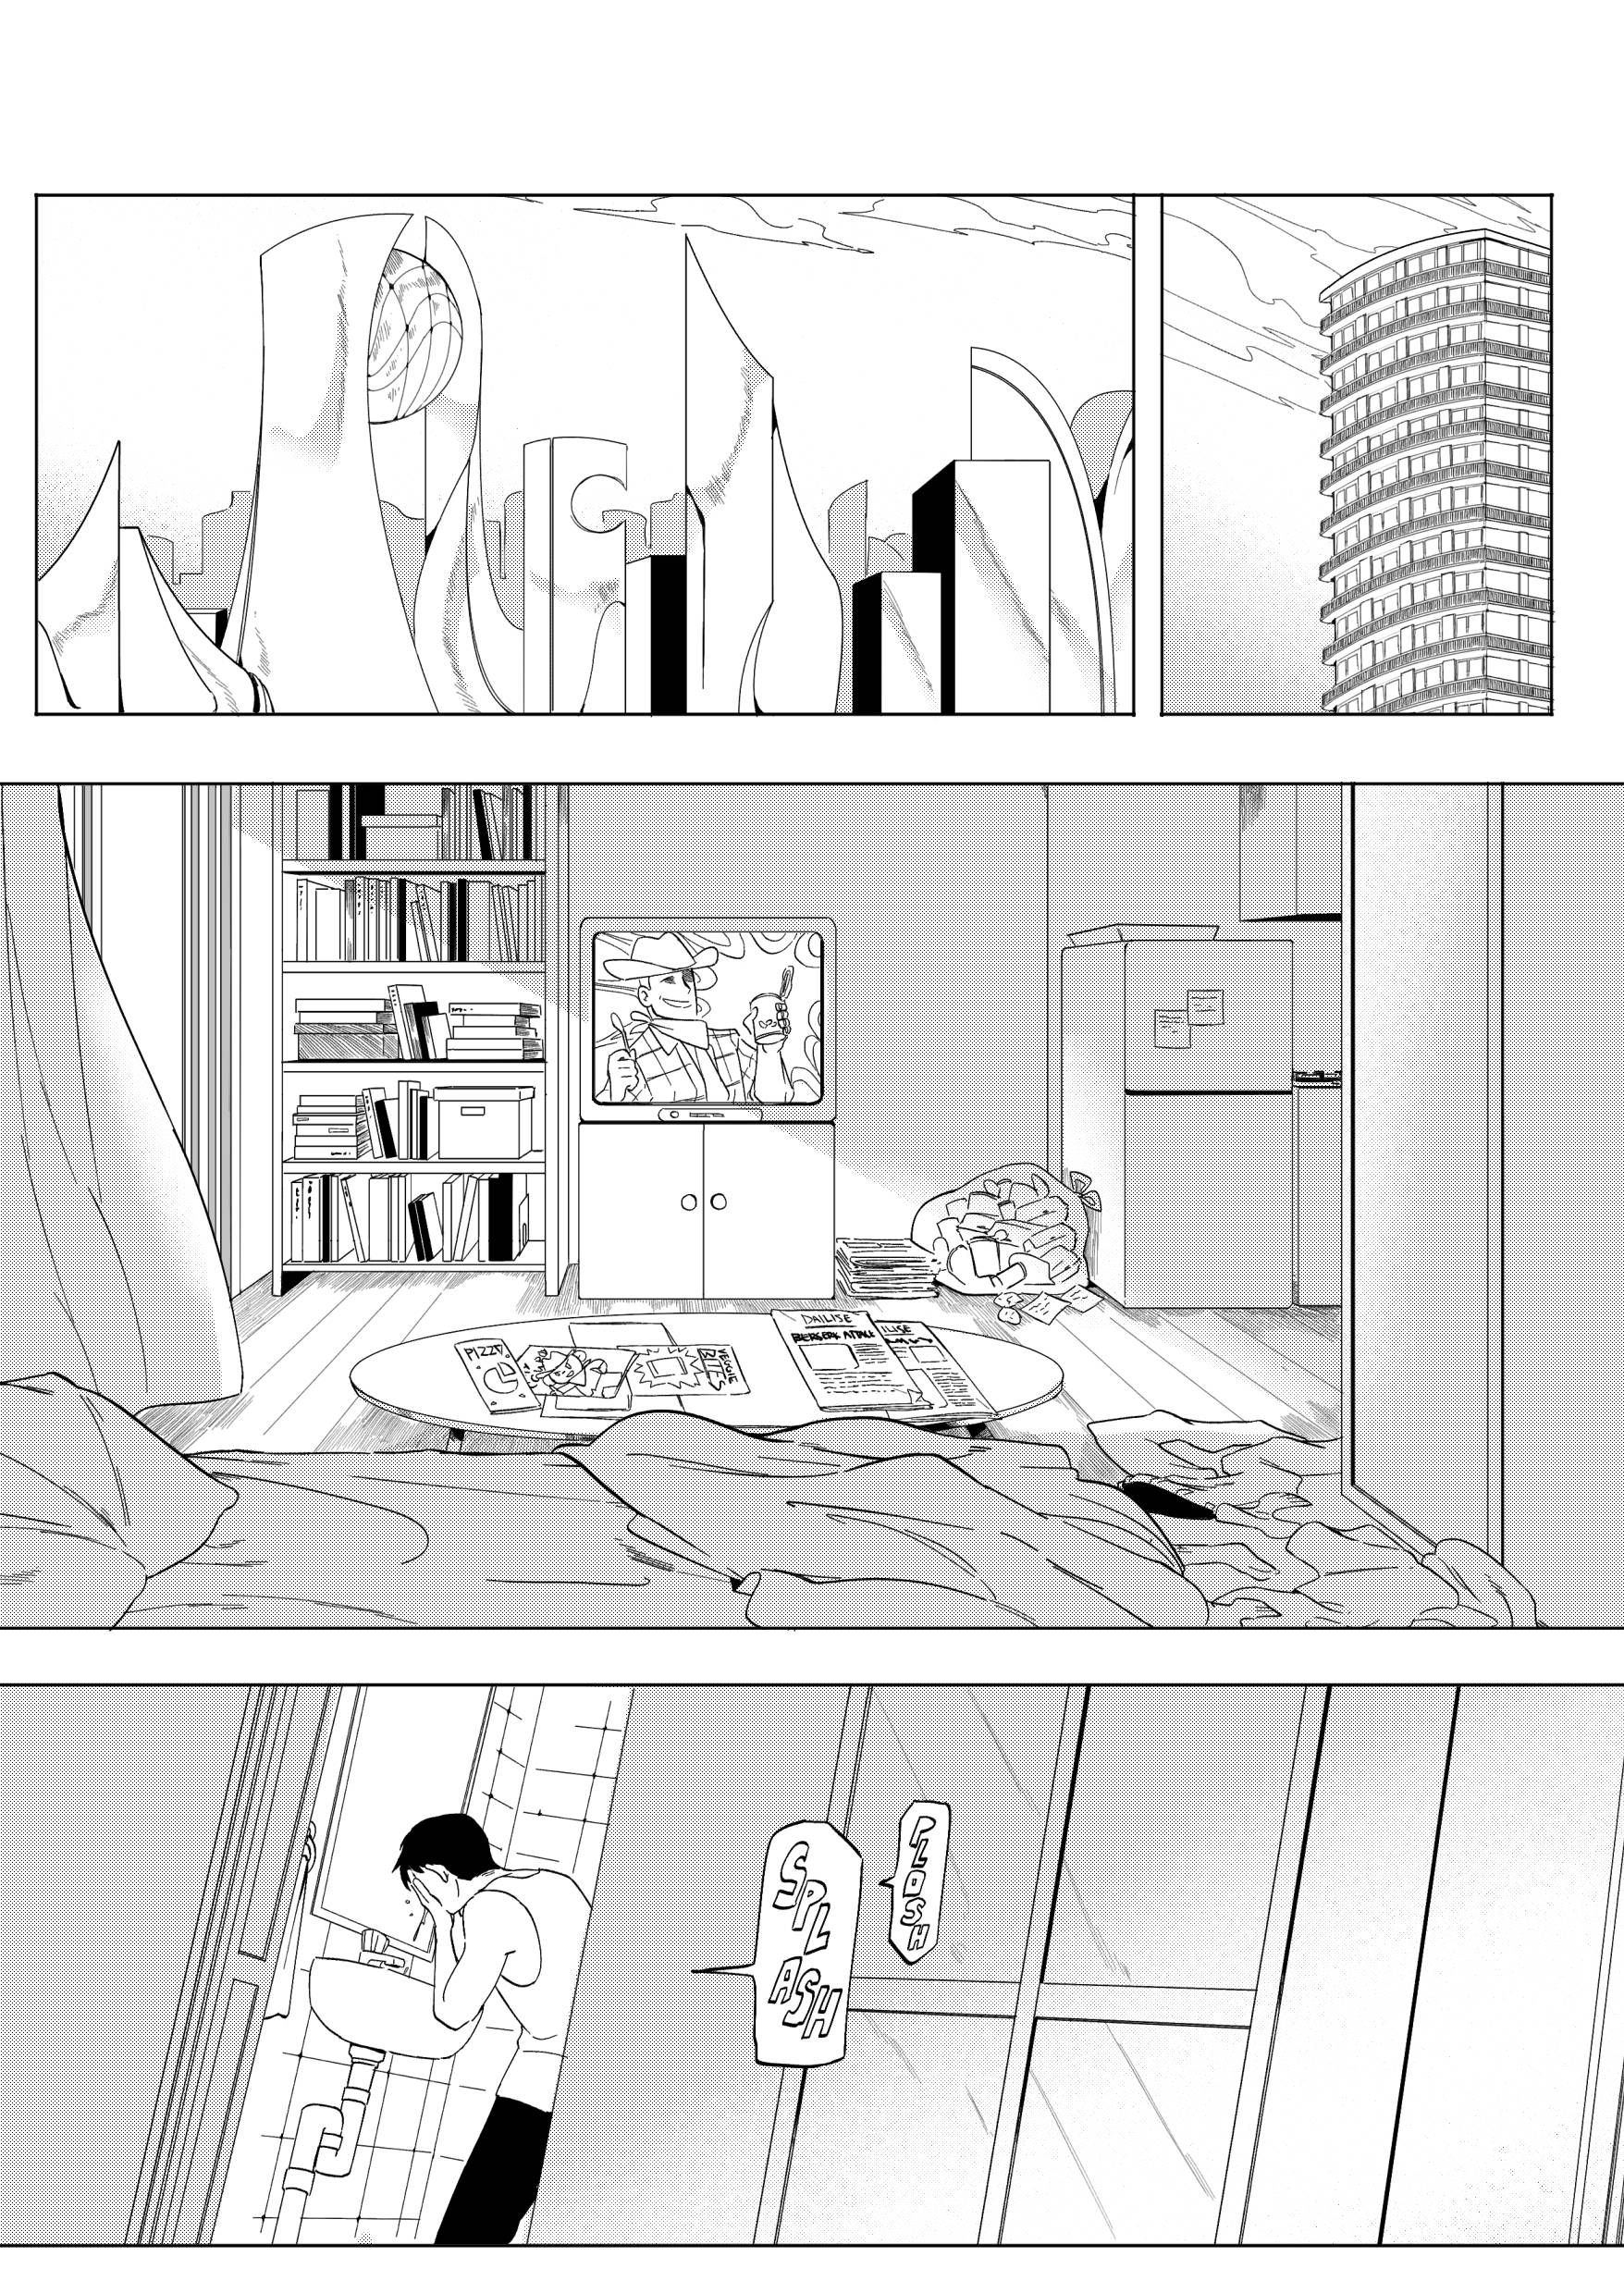 PIZZA
VEGGIE
BITES
DAILISE
BERSERK ATTACK
ILISE
PLOSH
SPLASH